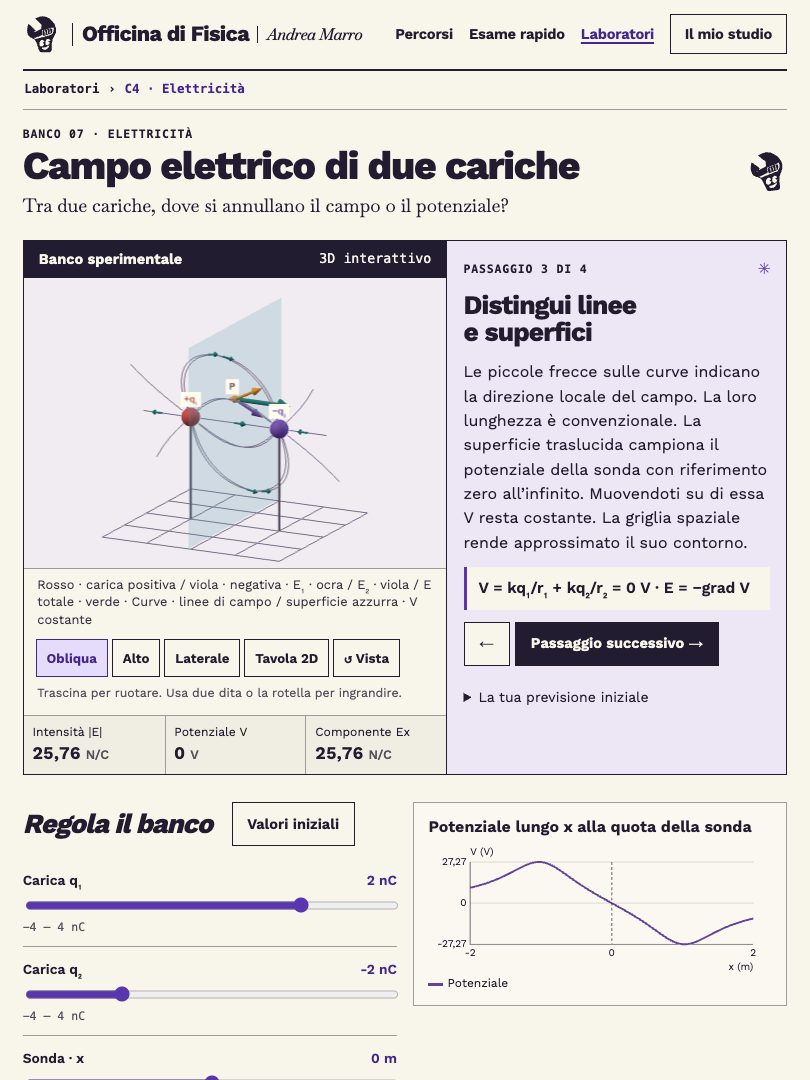 Officina di Fisica
Andrea Marro
Percorsi
Esame rapido
Laboratori
Il mio studio
Laboratori › C4 · Elettricità
BANCO 07 · ELETTRICITÀ
Campo elettrico di due cariche
Tra due cariche, dove si annullano il campo o il potenziale?
Banco sperimentale
3D interattivo
P
+q₁
−q₂
Rosso · carica positiva / viola · negativa · E₁ · ocra / E₂ · viola / E
totale · verde · Curve · linee di campo / superficie azzurra · V
costante
Obliqua
Alto
Laterale
Tavola 2D
↺ Vista
Trascina per ruotare. Usa due dita o la rotella per ingrandire.
Intensità |E|
25,76 N/C
Potenziale V
0 V
Componente Ex
25,76 N/C
PASSAGGIO 3 DI 4
Distingui linee
e superfici
Le piccole frecce sulle curve indicano
la direzione locale del campo. La loro
lunghezza è convenzionale. La
superficie traslucida campiona il
potenziale della sonda con riferimento
zero all’infinito. Muovendoti su di essa
V resta costante. La griglia spaziale
rende approssimato il suo contorno.
V = kq₁/r₁ + kq₂/r₂ = 0 V · E = −grad V
←
Passaggio successivo →
▶ La tua previsione iniziale
Regola il banco
Valori iniziali
Carica q₁
2 nC
−4 — 4 nC
Carica q₂
-2 nC
−4 — 4 nC
Sonda · x
0 m
Potenziale lungo x alla quota della sonda
V (V)
27,27
0
-27,27
-2
0
2
x (m)
Potenziale